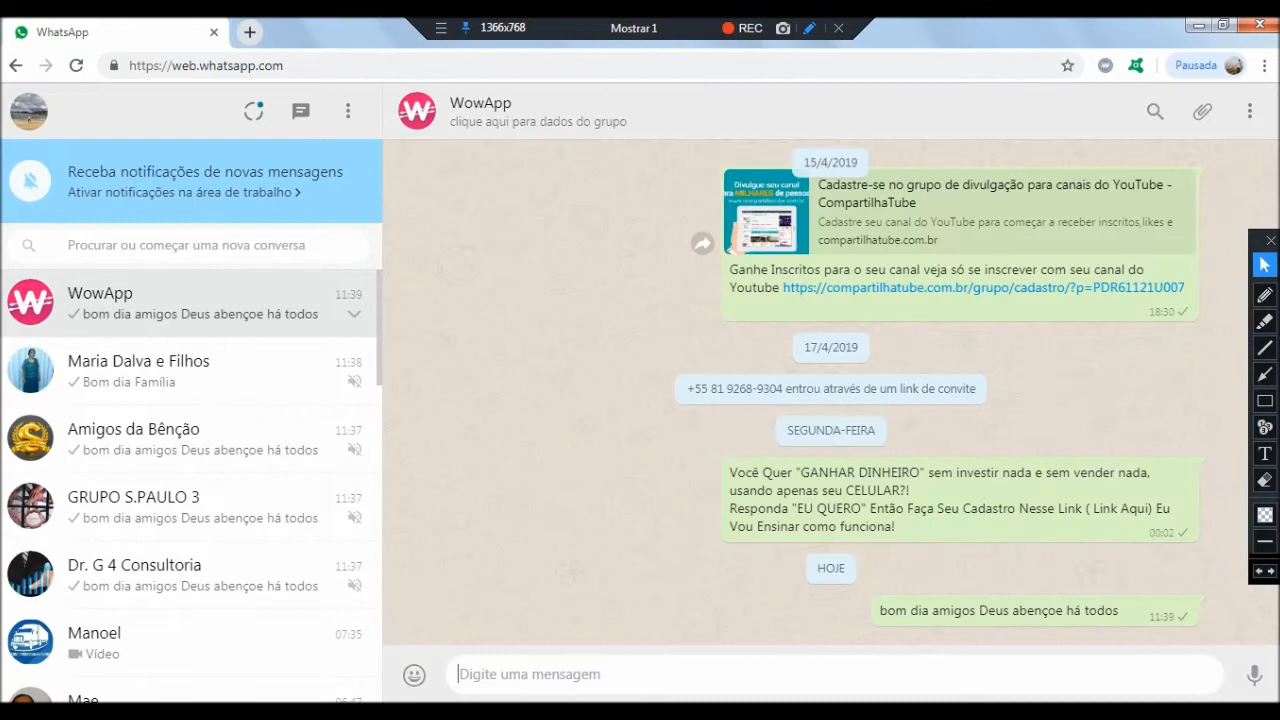 WhatsApp
1366x768
Mostrar1
REC
https://web.whatsapp.com
Pausada
WowApp
clique aqui para dados do grupo
Receba notificações de novas mensagens
Ativar notificações na área de trabalho >
Procurar ou começar uma nova conversa
WowApp 11:39
bom dia amigos Deus abençoe há todos
Maria Dalva e Filhos 11:38
Bom dia Família
Amigos da Bênção 11:37
bom dia amigos Deus abençoe há todos
GRUPO S.PAULO 3 11:37
bom dia amigos Deus abençoe há todos
Dr. G 4 Consultoria 11:37
bom dia amigos Deus abençoe há todos
Manoel 07:35
Vídeo
Mae
15/4/2019
Divulgue seu canal
para MILHARES de pessoas
Cadastre-se no grupo de divulgação para canais do YouTube -
CompartilhaTube
Cadastre seu canal do YouTube para começar a receber inscritos,likes e
compartilhatube.com.br
Ganhe Inscritos para o seu canal veja só se inscrever com seu canal do
Youtube https://compartilhatube.com.br/grupo/cadastro/?p=PDR61121U007
18:30
17/4/2019
+55 81 9268-9304 entrou através de um link de convite
SEGUNDA-FEIRA
Você Quer "GANHAR DINHEIRO" sem investir nada e sem vender nada,
usando apenas seu CELULAR?!
Responda "EU QUERO" Então Faça Seu Cadastro Nesse Link ( Link Aqui) Eu
Vou Ensinar como funciona!
00:02
HOJE
bom dia amigos Deus abençoe há todos
11:39
Digite uma mensagem